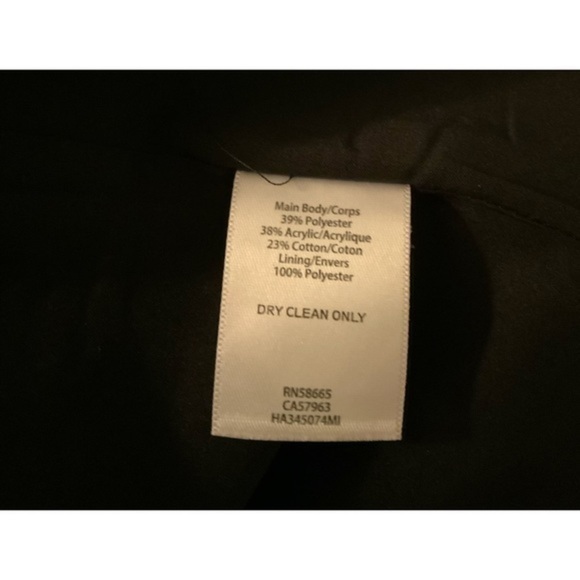 Main Body/Corps
39% Polyester
38% Acrylic/Acrylique
23% Cotton/Coton
Lining/Envers
100% Polyester
DRY CLEAN ONLY
RN58665
CA57963
HA345074MI